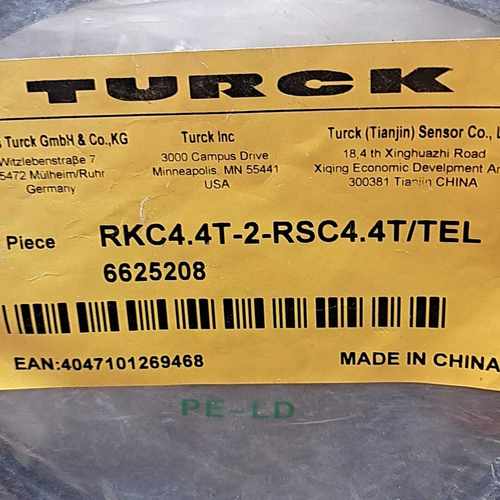 TURCK
Turck GmbH & Co.,KG
Witzlebenstraße 7
45472 Mülheim/Ruhr
Germany
Turck Inc
3000 Campus Drive
Minneapolis, MN 55441
USA
Turck (Tianjin) Sensor Co.,
18,4 th Xinghuazhi Road
Xiqing Economic Develpment
300381 Tianjin CHINA
Piece RKC4.4T-2-RSC4.4T/TEL
6625208
EAN:4047101269468 MADE IN CHINA
PE-LD